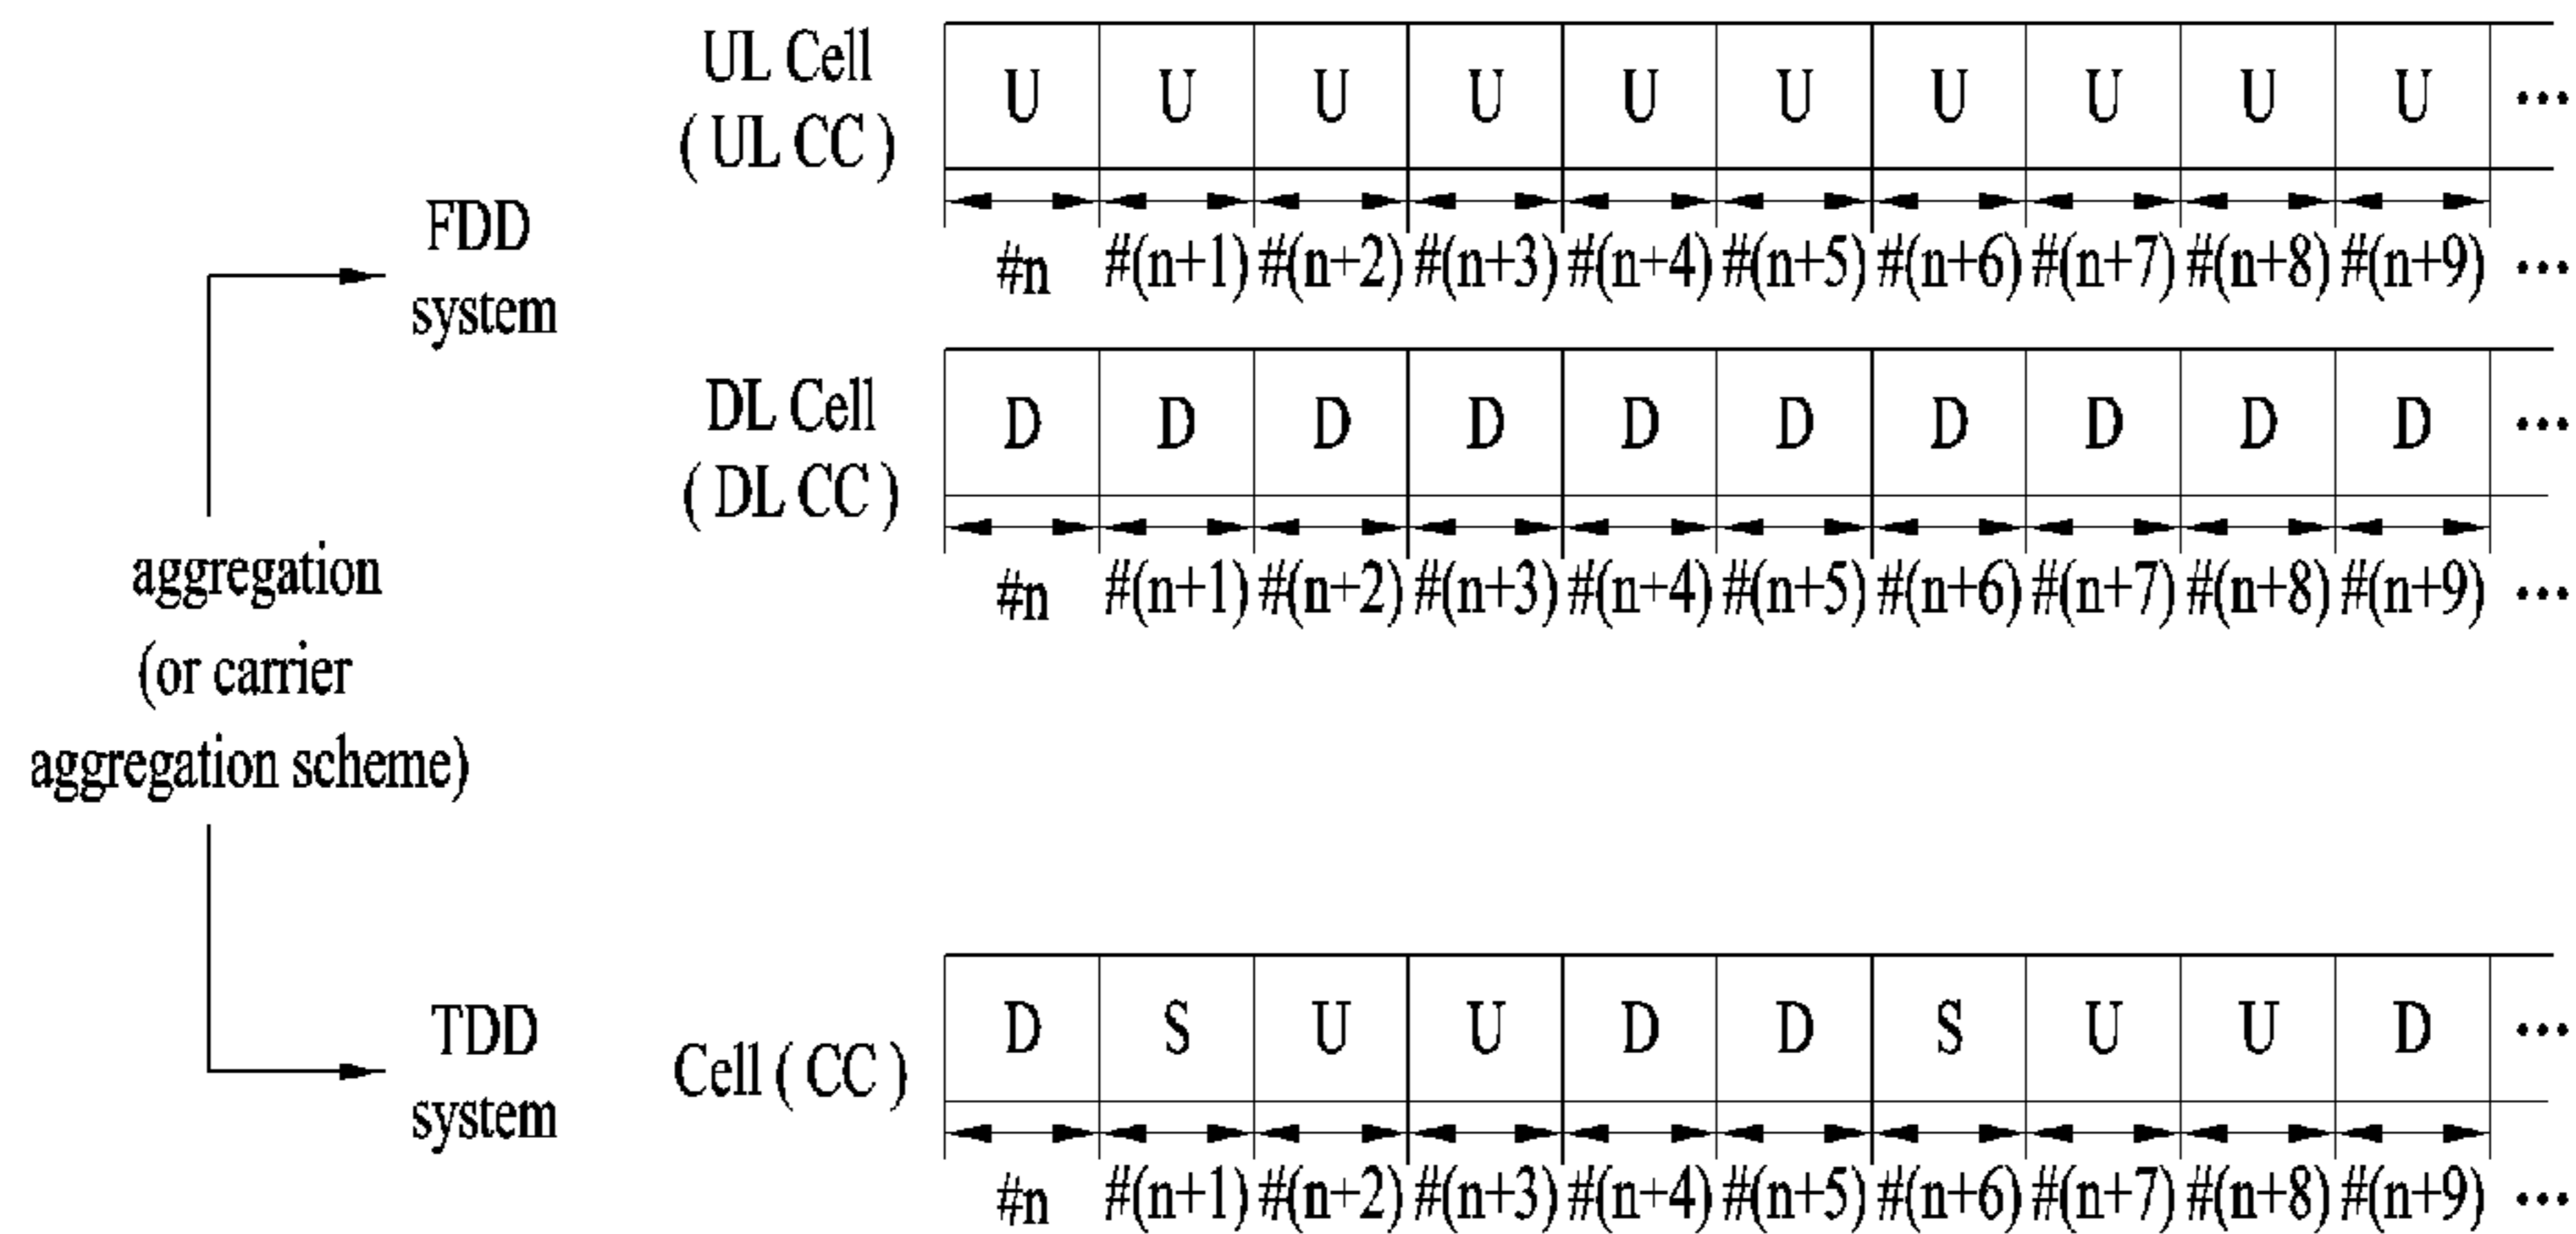 UL Cell
( UL CC )
U U U U U U U U U U ...
#n #(n+1) #(n+2) #(n+3) #(n+4) #(n+5) #(n+6) #(n+7) #(n+8) #(n+9) ...
FDD
system
DL Cell
( DL CC )
D D D D D D D D D D ...
#n #(n+1) #(n+2) #(n+3) #(n+4) #(n+5) #(n+6) #(n+7) #(n+8) #(n+9) ...
aggregation
(or carrier
aggregation scheme)
TDD
system
Cell ( CC )
D S U U D D S U U D ...
#n #(n+1) #(n+2) #(n+3) #(n+4) #(n+5) #(n+6) #(n+7) #(n+8) #(n+9) ...